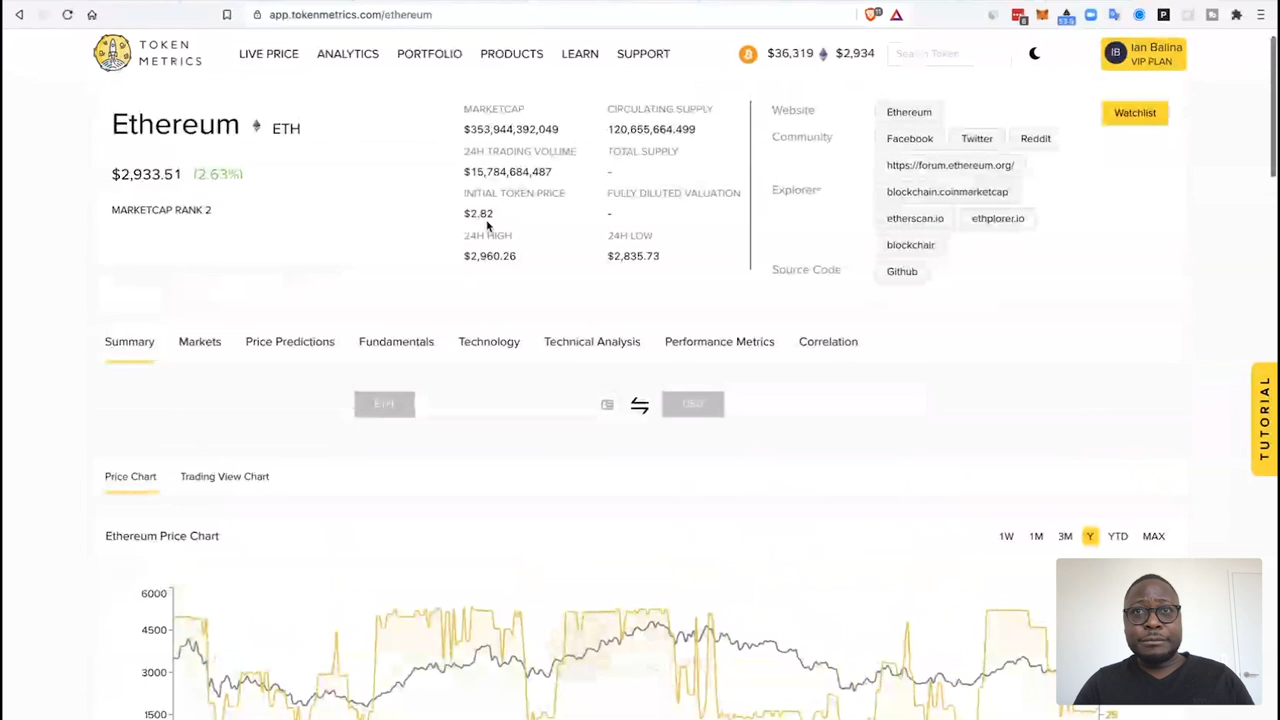 app.tokenmetrics.com/ethereum
TOKEN
METRICS
LIVE PRICE
ANALYTICS
PORTFOLIO
PRODUCTS
LEARN
SUPPORT
$36,319
$2,934
Search Token
IB
Ian Balina
VIP PLAN
Ethereum
ETH
$2,933.51
(2.63%)
MARKETCAP RANK 2
MARKETCAP
$353,944,392,049
24H TRADING VOLUME
$15,784,684,487
INITIAL TOKEN PRICE
$2.82
24H HIGH
$2,960.26
CIRCULATING SUPPLY
120,655,664.499
TOTAL SUPPLY
-
FULLY DILUTED VALUATION
-
24H LOW
$2,835.73
Website
Ethereum
Community
Facebook
Twitter
Reddit
https://forum.ethereum.org/
Explorer
blockchain.coinmarketcap
etherscan.io
ethplorer.io
blockchair
Source Code
Github
Watchlist
Summary
Markets
Price Predictions
Fundamentals
Technology
Technical Analysis
Performance Metrics
Correlation
ETH
USD
TUTORIAL
Price Chart
Trading View Chart
Ethereum Price Chart
1W
1M
3M
Y
YTD
MAX
6000
4500
3000
1500
25